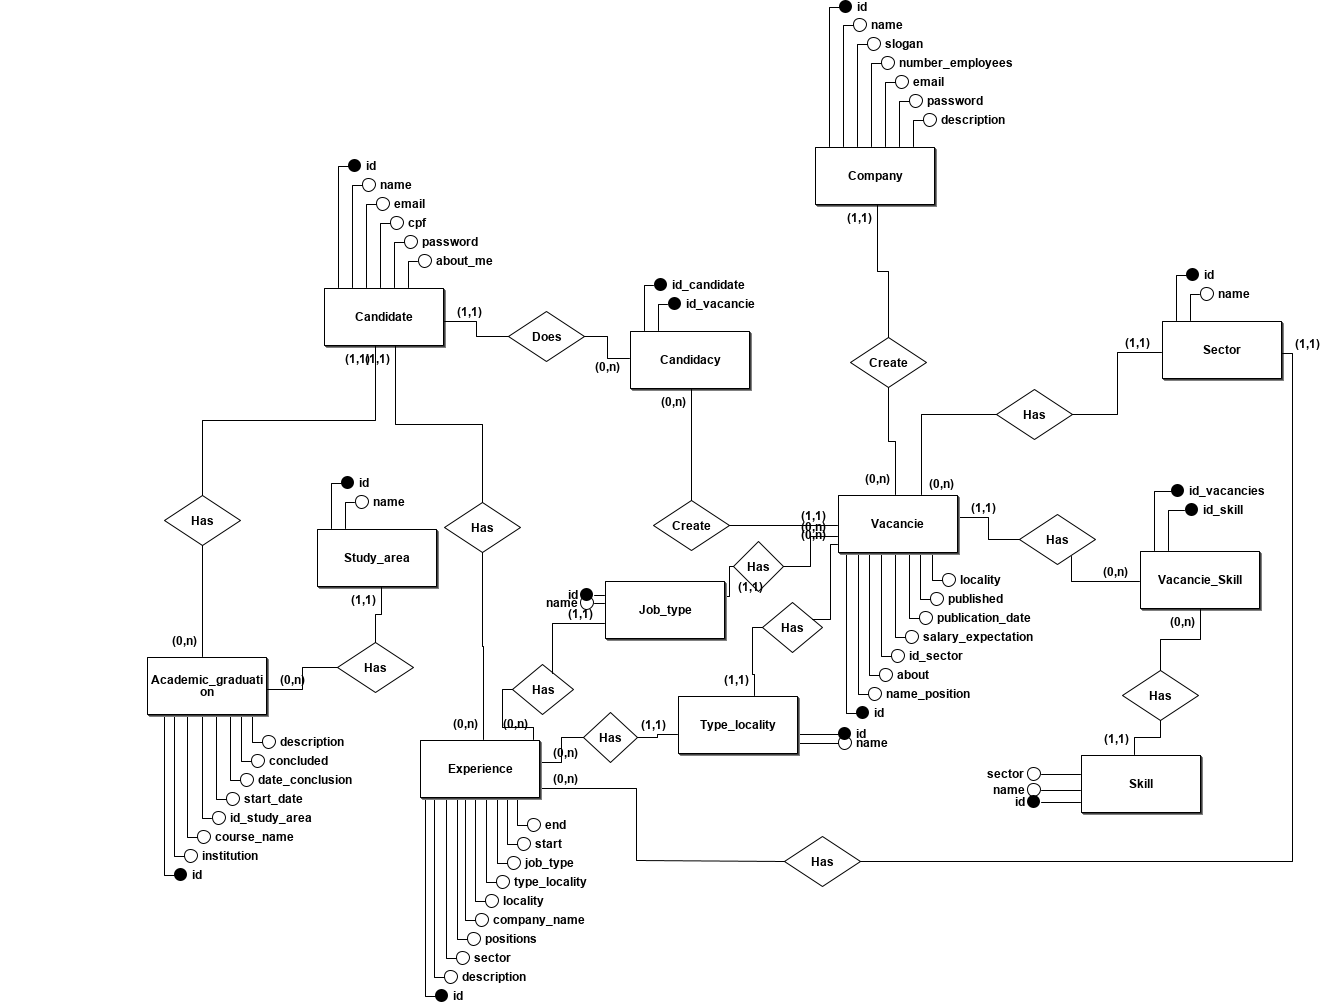 id
name
slogan
number_employees
email
password
description
Company
(1,1)
id
name
email
cpf
password
about_me
Candidate
(1,1)
(1,1)
(1,1)
Does
(0,n)
id_candidate
id_vacancie
Candidacy
(0,n)
Create
id
name
Sector
(1,1)
(1,1)
Has
(0,n)
(0,n)
Create
(1,1)
(0,n)
(0,n)
Vacancie
(1,1)
Has
(0,n)
id_vacancies
id_skill
Vacancie_Skill
(0,n)
Has
(1,1)
sector
name
id
Skill
locality
published
publication_date
salary_expectation
id_sector
about
name_position
id
Has
id
name
Study_area
(1,1)
Has
(0,n)
(0,n)
Academic_graduati
on
description
concluded
date_conclusion
start_date
id_study_area
course_name
institution
id
Has
(0,n)
id
name
(1,1)
Job_type
Has
(1,1)
Has
(0,n)
Has
(1,1)
Type_locality
id
name
Has
(1,1)
(0,n)
(0,n)
Experience
end
start
job_type
type_locality
locality
company_name
positions
sector
description
id
Has